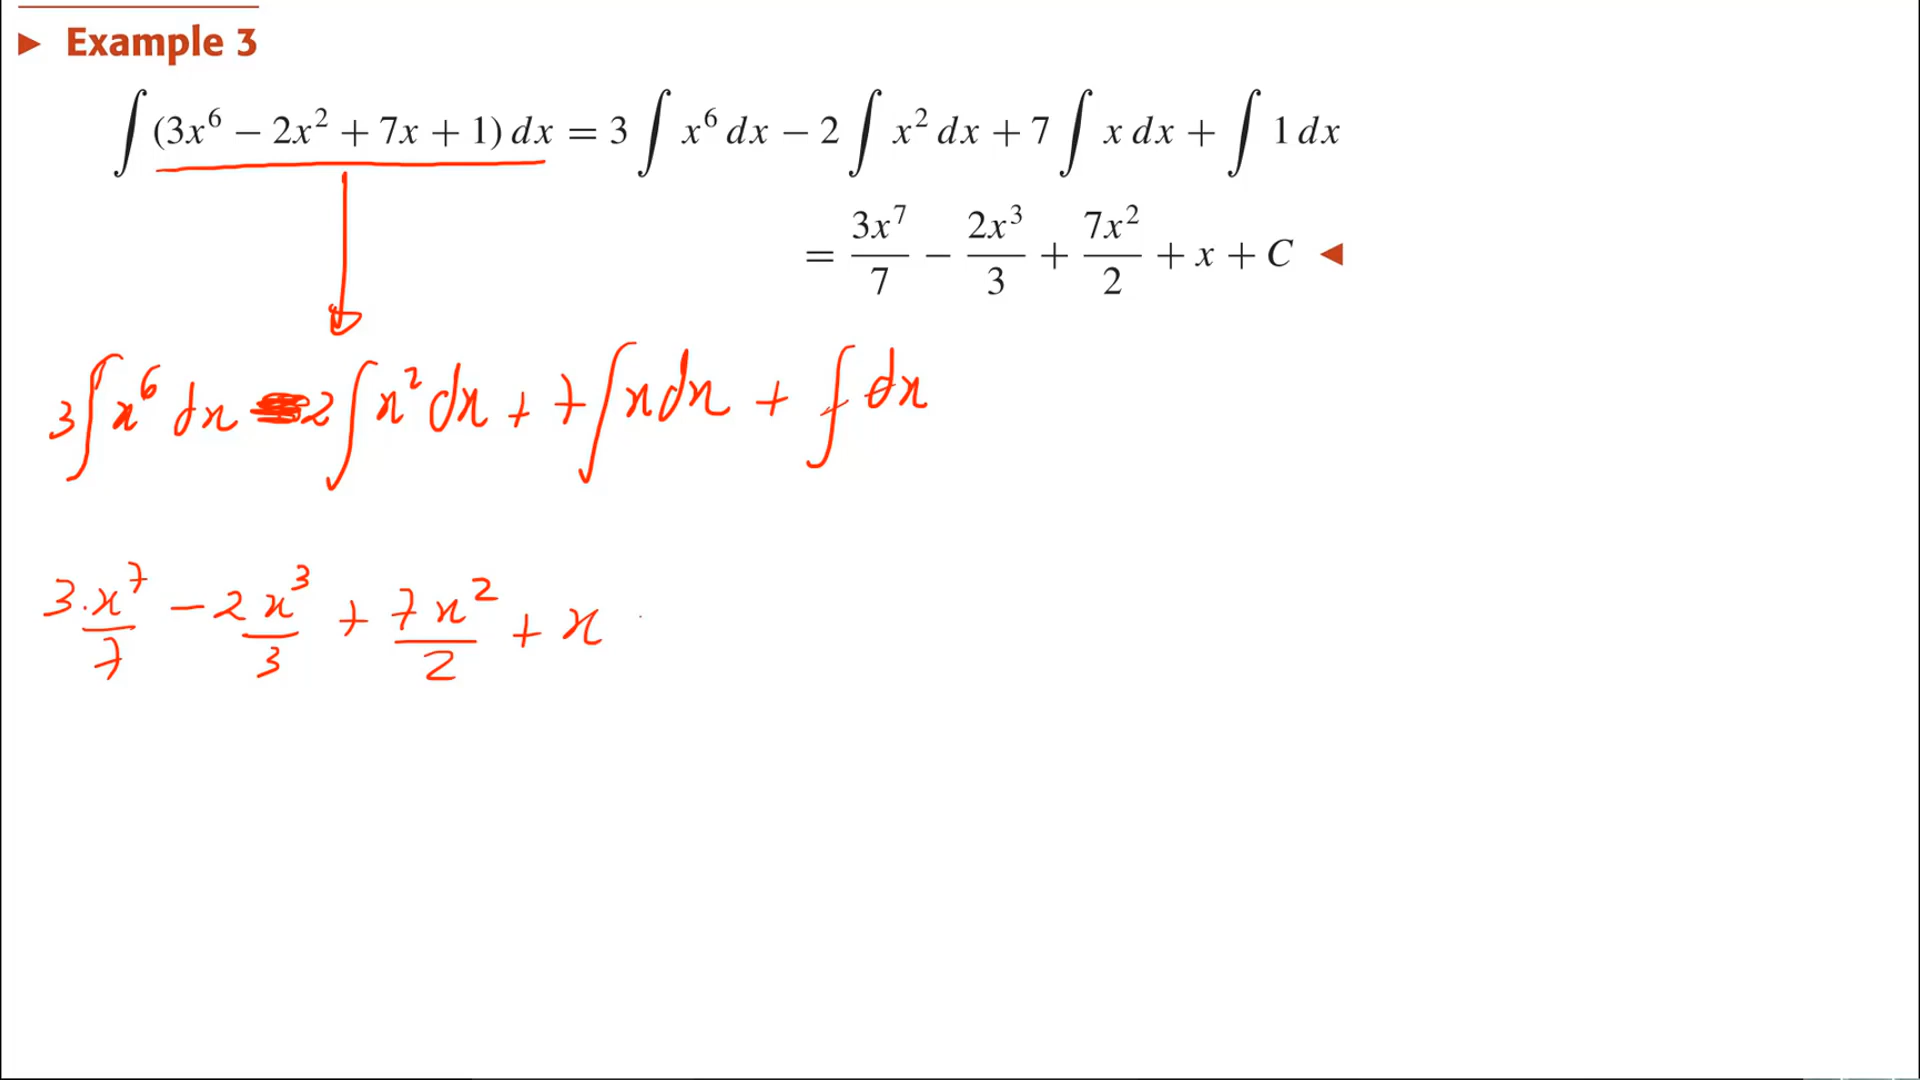 ► Example 3
∫ (3x⁶ − 2x² + 7x + 1) dx = 3 ∫ x⁶ dx − 2 ∫ x² dx + 7 ∫ x dx + ∫ 1 dx
= 3x⁷/7 − 2x³/3 + 7x²/2 + x + C ◄
3∫x⁶ dx − 2∫x² dx + 7∫x dx + ∫dx
3·x⁷/7 − 2x³/3 + 7x²/2 + x